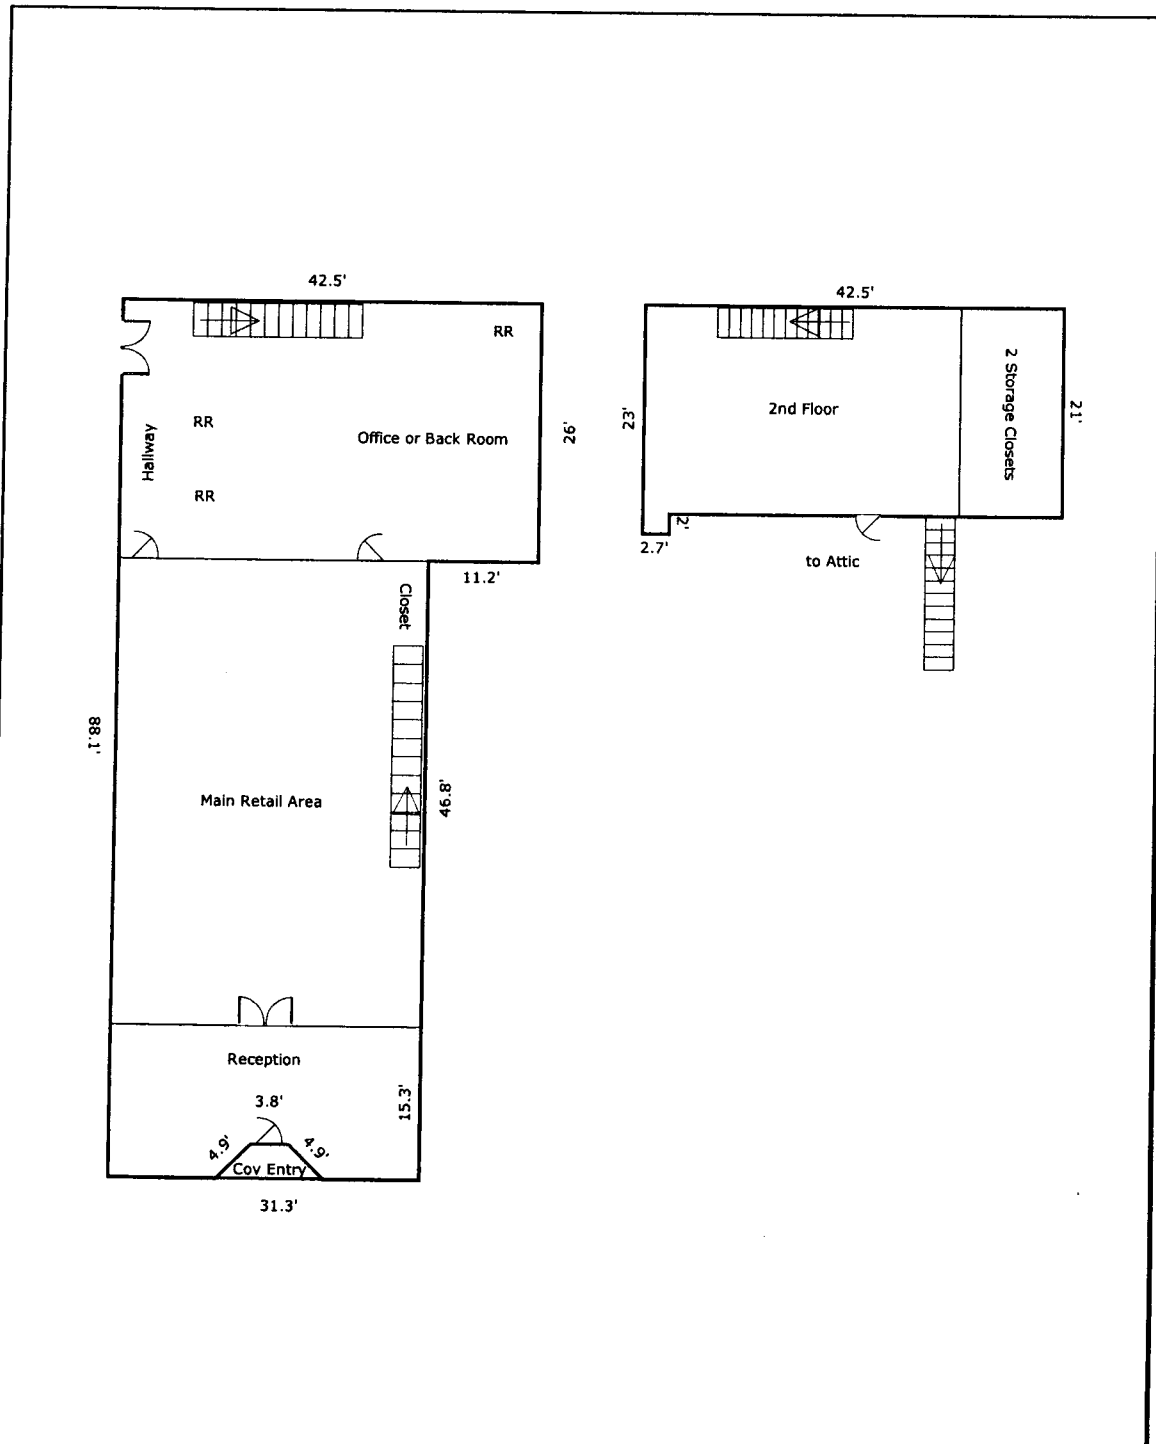 42.5'
RR
RR
Office or Back Room
Hallway
RR
26'
11.2'
Closet
88.1'
Main Retail Area
46.8'
Reception
3.8'
4.9'
4.9'
15.3'
Cov Entry
31.3'
42.5'
2nd Floor
2 Storage Closets
23'
21'
2'
2.7'
to Attic